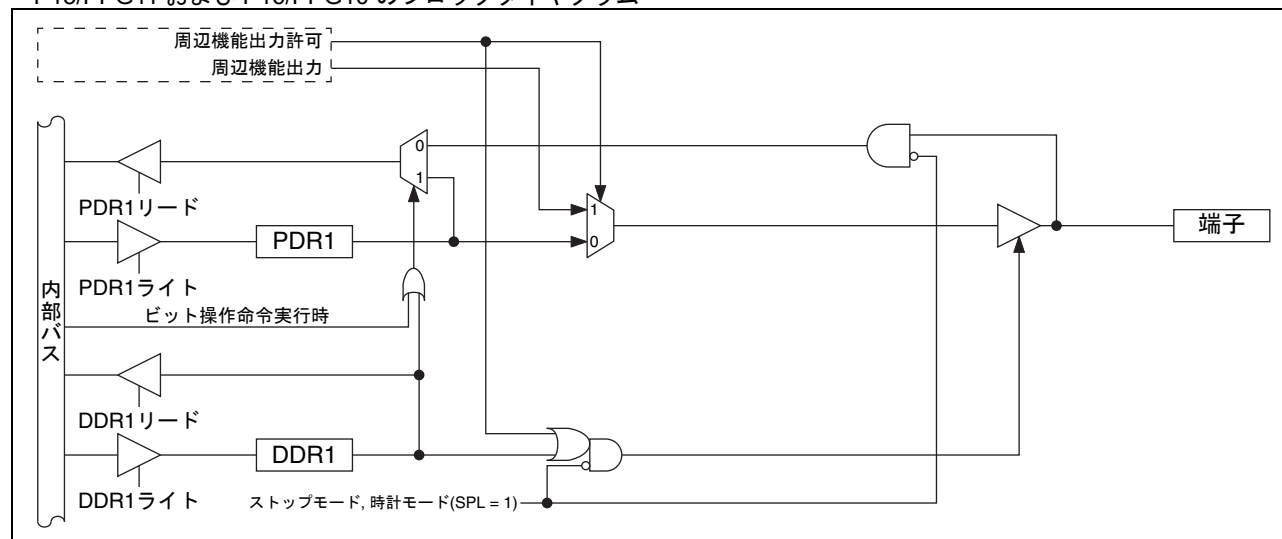 周辺機能出力許可
周辺機能出力
0
1
PDR1リード
1
0
端子
PDR1
PDR1ライト
内部バス
ビット操作命令実行時
DDR1リード
DDR1
DDR1ライト
ストップモード, 時計モード(SPL = 1)